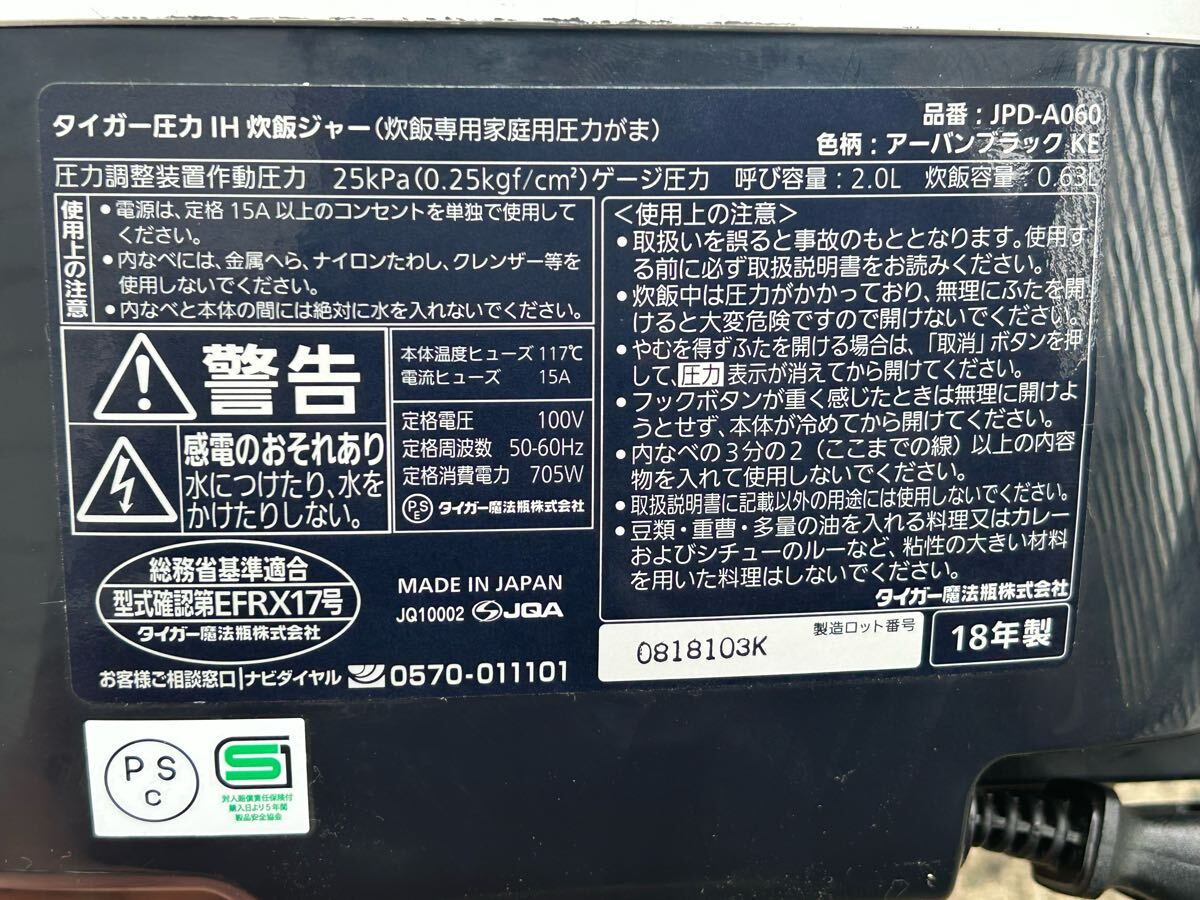 タイガー圧力IH炊飯ジャー(炊飯専用家庭用圧力がま)
品番：JPD-A060
色柄：アーバンブラック KE
圧力調整装置作動圧力 25kPa(0.25kgf/cm²)ゲージ圧力 呼び容量：2.0L 炊飯容量：0.63L
使用上の注意
●電源は、定格15A以上のコンセントを単独で使用して
ください。
●内なべには、金属へら、ナイロンたわし、クレンザー等を
使用しないでください。
●内なべと本体の間には絶対に水を入れないでください。
警告
感電のおそれあり
水につけたり、水を
かけたりしない。
本体温度ヒューズ 117℃
電流ヒューズ 15A
定格電圧 100V
定格周波数 50-60Hz
定格消費電力 705W
PSE タイガー魔法瓶株式会社
総務省基準適合
型式確認第EFRX17号
タイガー魔法瓶株式会社
MADE IN JAPAN
JQ10002 JQA
お客様ご相談窓口 ナビダイヤル 0570-011101
＜使用上の注意＞
●取扱いを誤ると事故のもととなります。使用す
る前に必ず取扱説明書をお読みください。
●炊飯中は圧力がかかっており、無理にふたを開
けると大変危険ですので開けないでください。
●やむを得ずふたを開ける場合は、「取消」ボタンを押
して、圧力 表示が消えてから開けてください。
●フックボタンが重く感じたときは無理に開けよ
うとせず、本体が冷めてから開けてください。
●内なべの3分の2（ここまでの線）以上の内容
物を入れて使用しないでください。
●取扱説明書に記載以外の用途には使用しないでください。
●豆類・重曹・多量の油を入れる料理又はカレー
およびシチューのルーなど、粘性の大きい材料
を用いた料理はしないでください。
タイガー魔法瓶株式会社
0818103K
製造ロット番号
18年製
PSC
SG
対人賠償責任保険付
購入日より5年間
製品安全協会